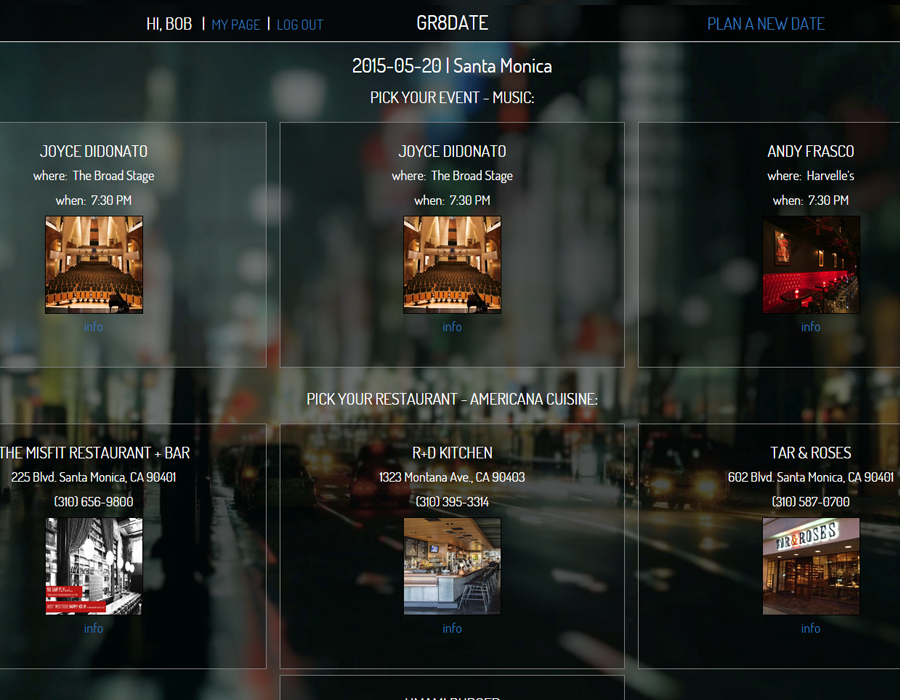 HI, BOB | MY PAGE | LOG OUT
GR8DATE
PLAN A NEW DATE
2015-05-20 | Santa Monica
PICK YOUR EVENT - MUSIC:
JOYCE DIDONATO
where: The Broad Stage
when: 7:30 PM
info
JOYCE DIDONATO
where: The Broad Stage
when: 7:30 PM
info
ANDY FRASCO
where: Harvelle's
when: 7:30 PM
info
PICK YOUR RESTAURANT - AMERICANA CUISINE:
THE MISFIT RESTAURANT + BAR
225 Blvd. Santa Monica, CA 90401
(310) 656-9800
info
R+D KITCHEN
1323 Montana Ave., CA 90403
(310) 395-3314
info
TAR & ROSES
602 Blvd. Santa Monica, CA 90401
(310) 587-0700
TAR & ROSES
info
UMAMI BURGER